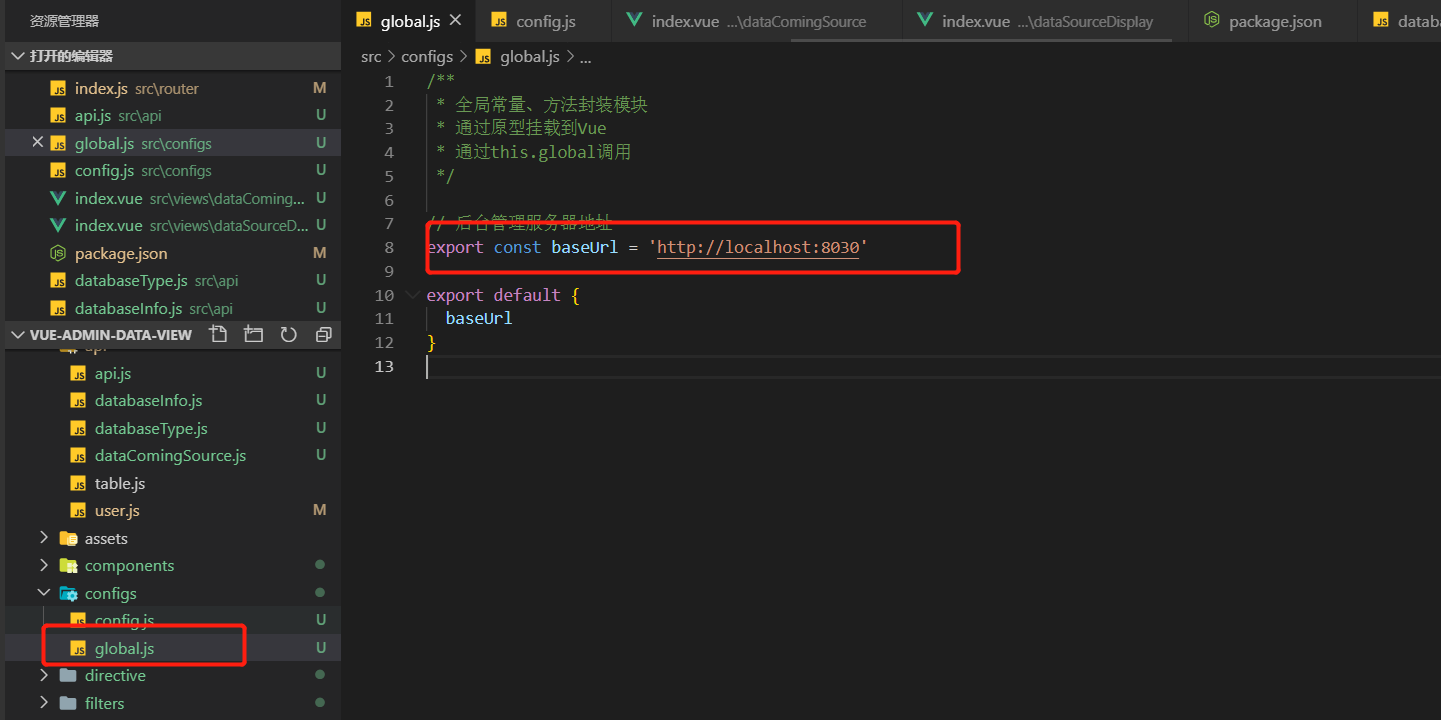 资源管理器
打开的编辑器
index.js src\router M
api.js src\api U
global.js src\configs U
config.js src\configs U
index.vue src\views\dataComing... U
index.vue src\views\dataSourceD... U
package.json M
databaseType.js src\api U
databaseInfo.js src\api U
VUE-ADMIN-DATA-VIEW
api
api.js U
databaseInfo.js U
databaseType.js U
dataComingSource.js U
table.js
user.js M
assets
components
configs
config.js U
global.js U
directive
filters
global.js
config.js
index.vue ...\dataComingSource
index.vue ...\dataSourceDisplay
package.json
datab
src > configs > global.js > ...
1 /**
2 * 全局常量、方法封装模块
3 * 通过原型挂载到Vue
4 * 通过this.global调用
5 */
6
7 // 后台管理服务器地址
8 export const baseUrl = 'http://localhost:8030'
9
10 export default {
11 baseUrl
12 }
13